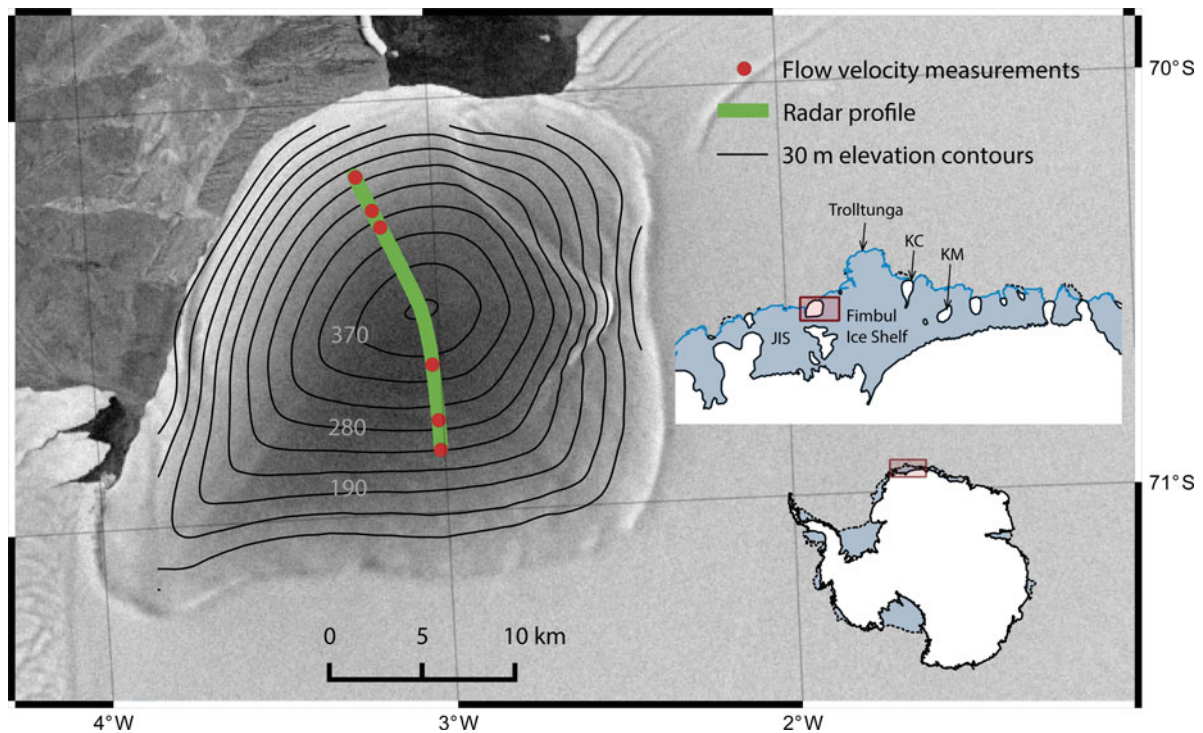 70°S
Flow velocity measurements
Radar profile
30 m elevation contours
Trolltunga
KC
KM
370
JIS
Fimbul
Ice Shelf
280
190
71°S
0 5 10 km
4°W 3°W 2°W